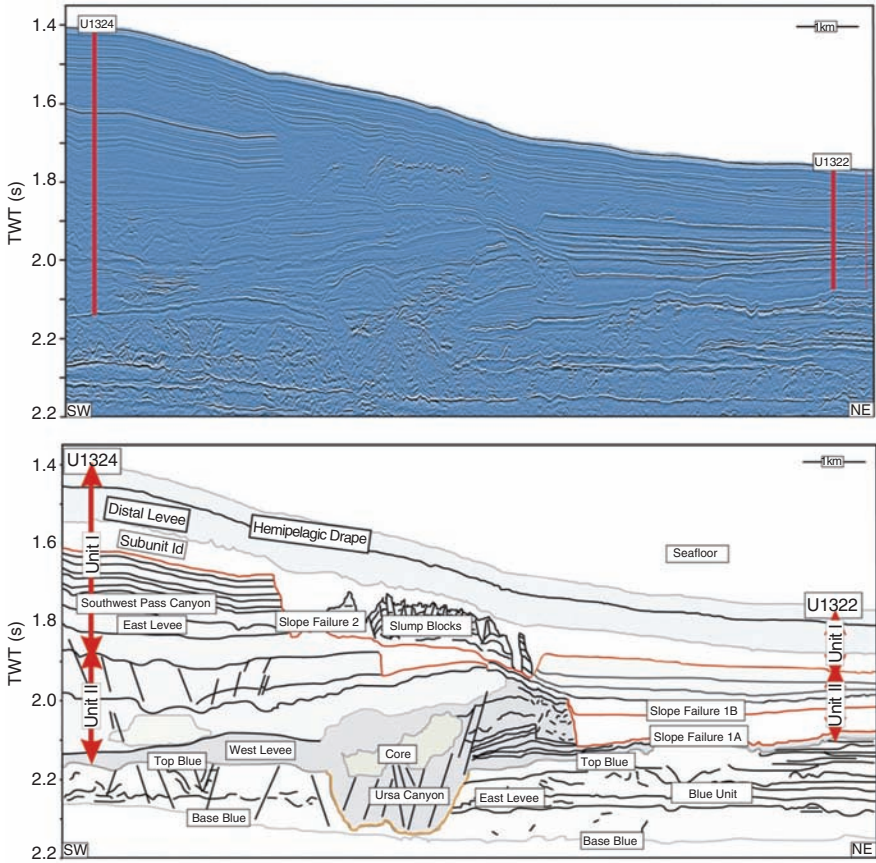 U1324
1km
1.4
1.6
U1322
1.8
TWT (s)
2.0
2.2
2.2
SW
NE
U1324
1km
1.4
Distal Levee
Hemipelagic Drape
Unit I
Subunit Id
Seafloor
1.6
Southwest Pass Canyon
U1322
1.8
East Levee
Slope Failure 2
Slump Blocks
Unit I
TWT (s)
Unit II
Unit II
2.0
Slope Failure 1B
Slope Failure 1A
West Levee
Core
Top Blue
Top Blue
2.2
Ursa Canyon
East Levee
Blue Unit
Base Blue
Base Blue
2.2
SW
NE